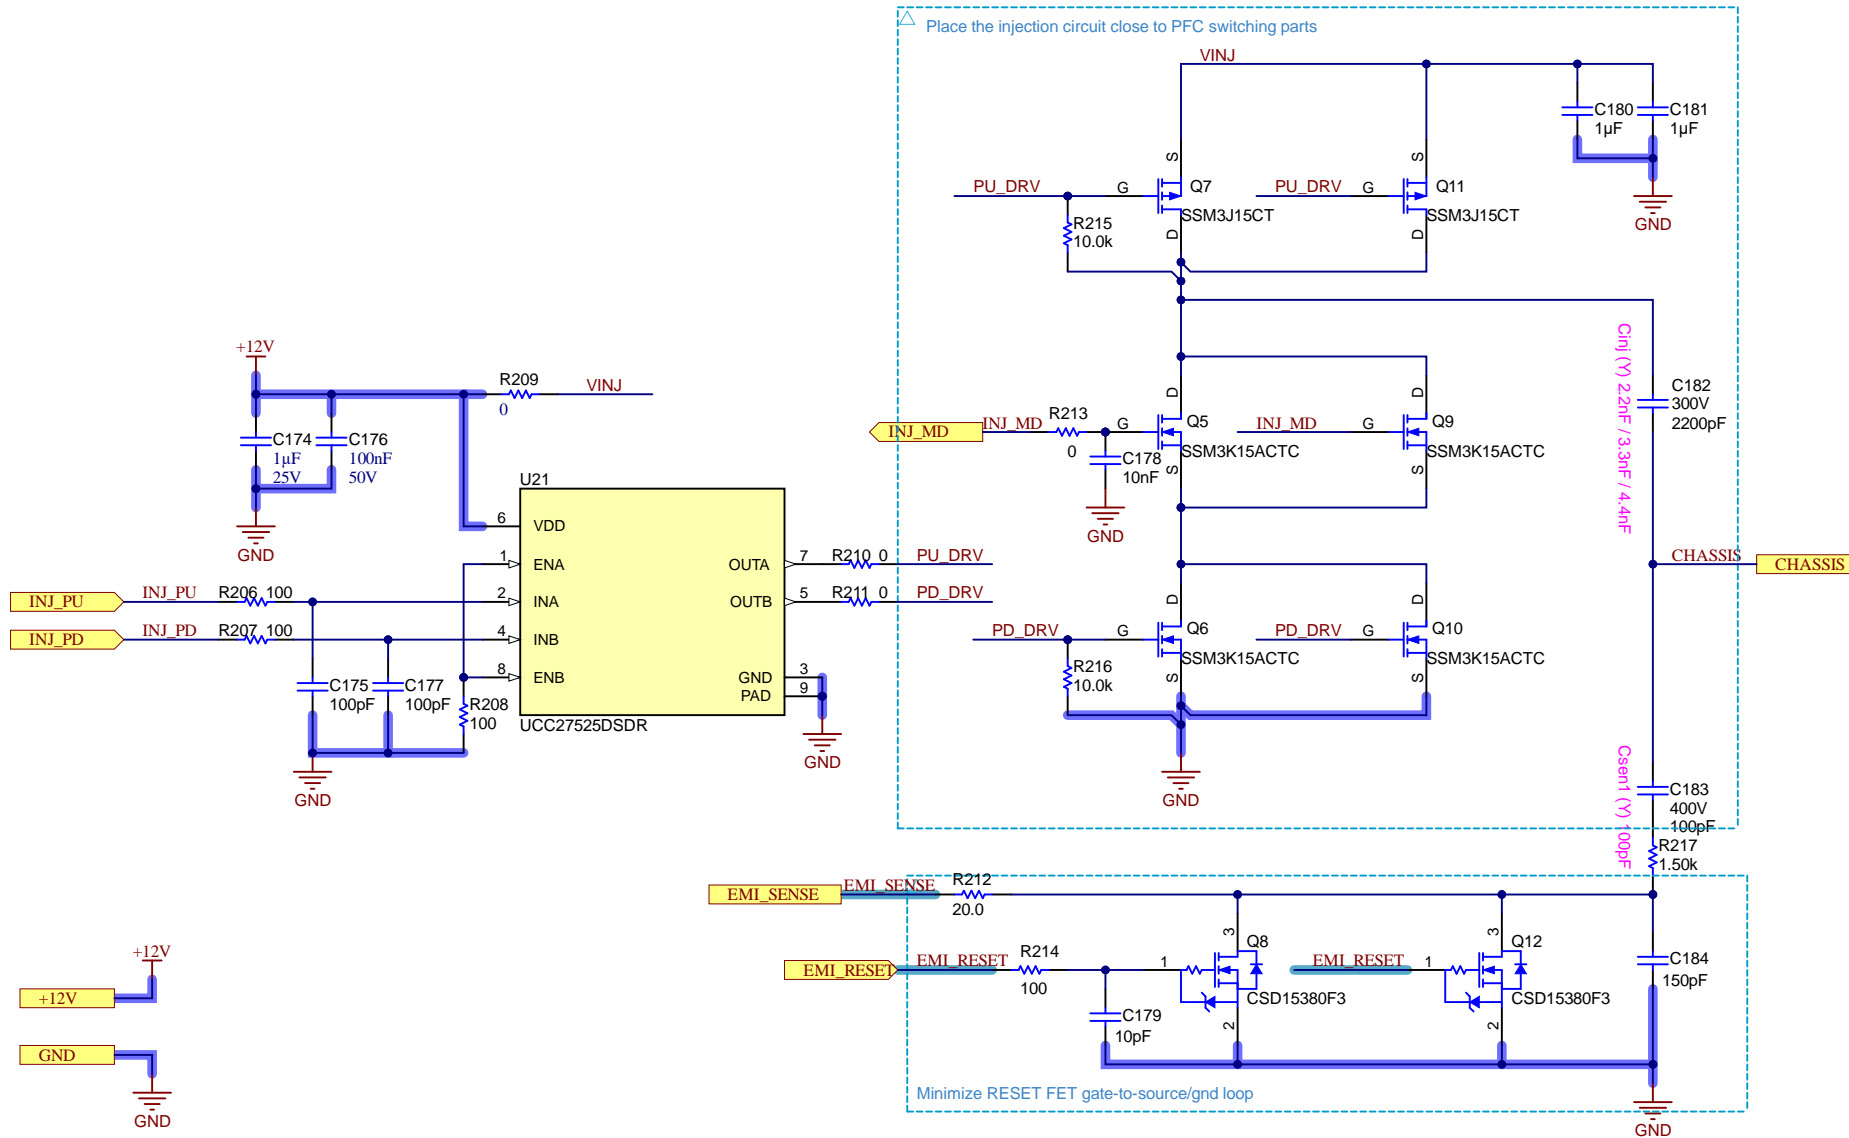 Place the injection circuit close to PFC switching parts
VINJ
C180
1µF
C181
1µF
GND
S
PU_DRV
G
Q7
SSM3J15CT
D
R215
10.0k
S
PU_DRV
G
Q11
SSM3J15CT
D
+12V
R209
0
VINJ
C174
1µF
25V
C176
100nF
50V
GND
INJ_MD
INJ_MD
R213
0
C178
10nF
GND
D
G
Q5
SSM3K15ACTC
S
INJ_MD
D
G
Q9
SSM3K15ACTC
S
Cinj (Y) 2.2nF / 3.3nF / 4.4nF
C182
300V
2200pF
CHASSIS
CHASSIS
U21
6
VDD
1
ENA
2
INA
4
INB
8
ENB
OUTA
7
OUTB
5
GND
3
PAD
9
UCC27525DSDR
GND
R210
0
PU_DRV
R211
0
PD_DRV
INJ_PU
INJ_PU
R206
100
INJ_PD
INJ_PD
R207
100
C175
100pF
C177
100pF
R208
100
GND
PD_DRV
D
G
Q6
SSM3K15ACTC
S
R216
10.0k
PD_DRV
D
G
Q10
SSM3K15ACTC
S
GND
Csen1 (Y) 100pF
C183
400V
100pF
R217
1.50k
EMI_SENSE
EMI_SENSE
R212
20.0
EMI_RESET
EMI_RESET
R214
100
C179
10pF
1
3
Q8
CSD15380F3
2
EMI_RESET
1
3
Q12
CSD15380F3
2
C184
150pF
GND
Minimize RESET FET gate-to-source/gnd loop
+12V
+12V
GND
GND